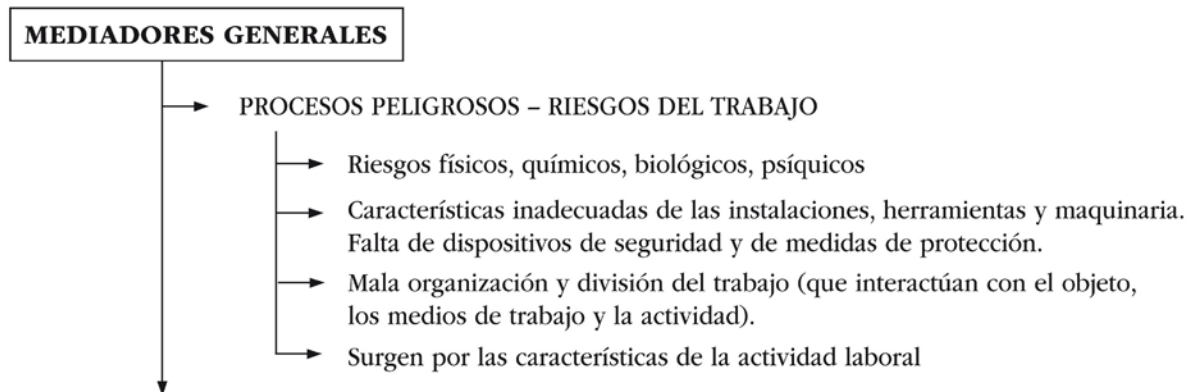 MEDIADORES GENERALES
PROCESOS PELIGROSOS – RIESGOS DEL TRABAJO
Riesgos físicos, químicos, biológicos, psíquicos
Características inadecuadas de las instalaciones, herramientas y maquinaria.
Falta de dispositivos de seguridad y de medidas de protección.
Mala organización y división del trabajo (que interactúan con el objeto,
los medios de trabajo y la actividad).
Surgen por las características de la actividad laboral